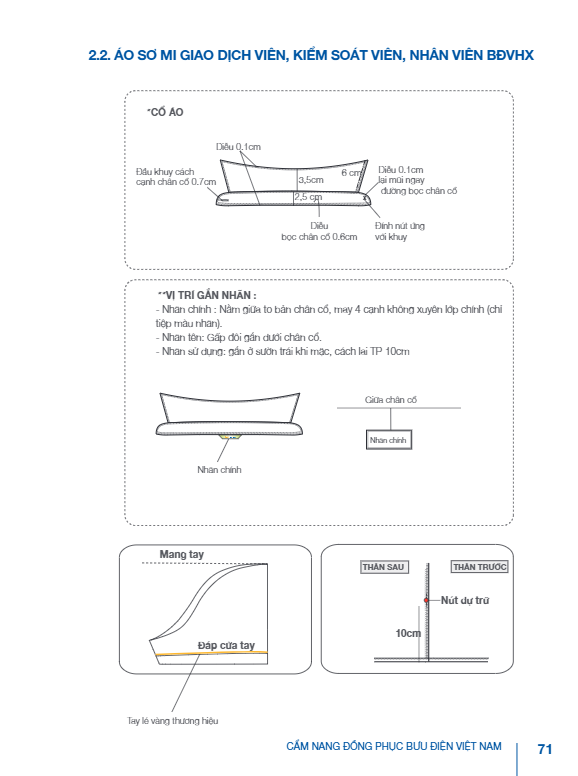 2.2. ÁO SƠ MI GIAO DỊCH VIÊN, KIỂM SOÁT VIÊN, NHÂN VIÊN BĐVHX
*CỔ ÁO
Diễu 0.1cm
Đầu khuy cách
cạnh chân cổ 0.7cm
3,5cm
6 cm
Diễu 0.1cm
lại mũi ngay
đường bọc chân cổ
2,5 cm
Diễu
bọc chân cổ 0.6cm
Đính nút ứng
với khuy
**VỊ TRÍ GẮN NHÃN :
- Nhãn chính : Nằm giữa to bản chân cổ, may 4 cạnh không xuyên lớp chính (chỉ
tiệp màu nhãn).
- Nhãn tên: Gấp đôi gắn dưới chân cổ.
- Nhãn sử dụng: gắn ở sườn trái khi mặc, cách lai TP 10cm
Giữa chân cổ
Nhãn chính
Nhãn chính
Mang tay
Đáp cửa tay
Tay lé vàng thương hiệu
THÂN SAU
THÂN TRƯỚC
Nút dự trữ
10cm
CẨM NANG ĐỒNG PHỤC BƯU ĐIỆN VIỆT NAM
71